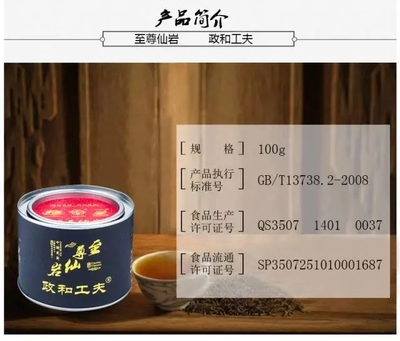 产品简介
至尊仙岩 政和工夫
[规 格] 100g
[产品执行
标准号] GB/T13738.2-2008
[食品生产
许可证号] QS3507 1401 0037
[食品流通
许可证号] SP3507251010001687
至尊仙岩
政和工夫®